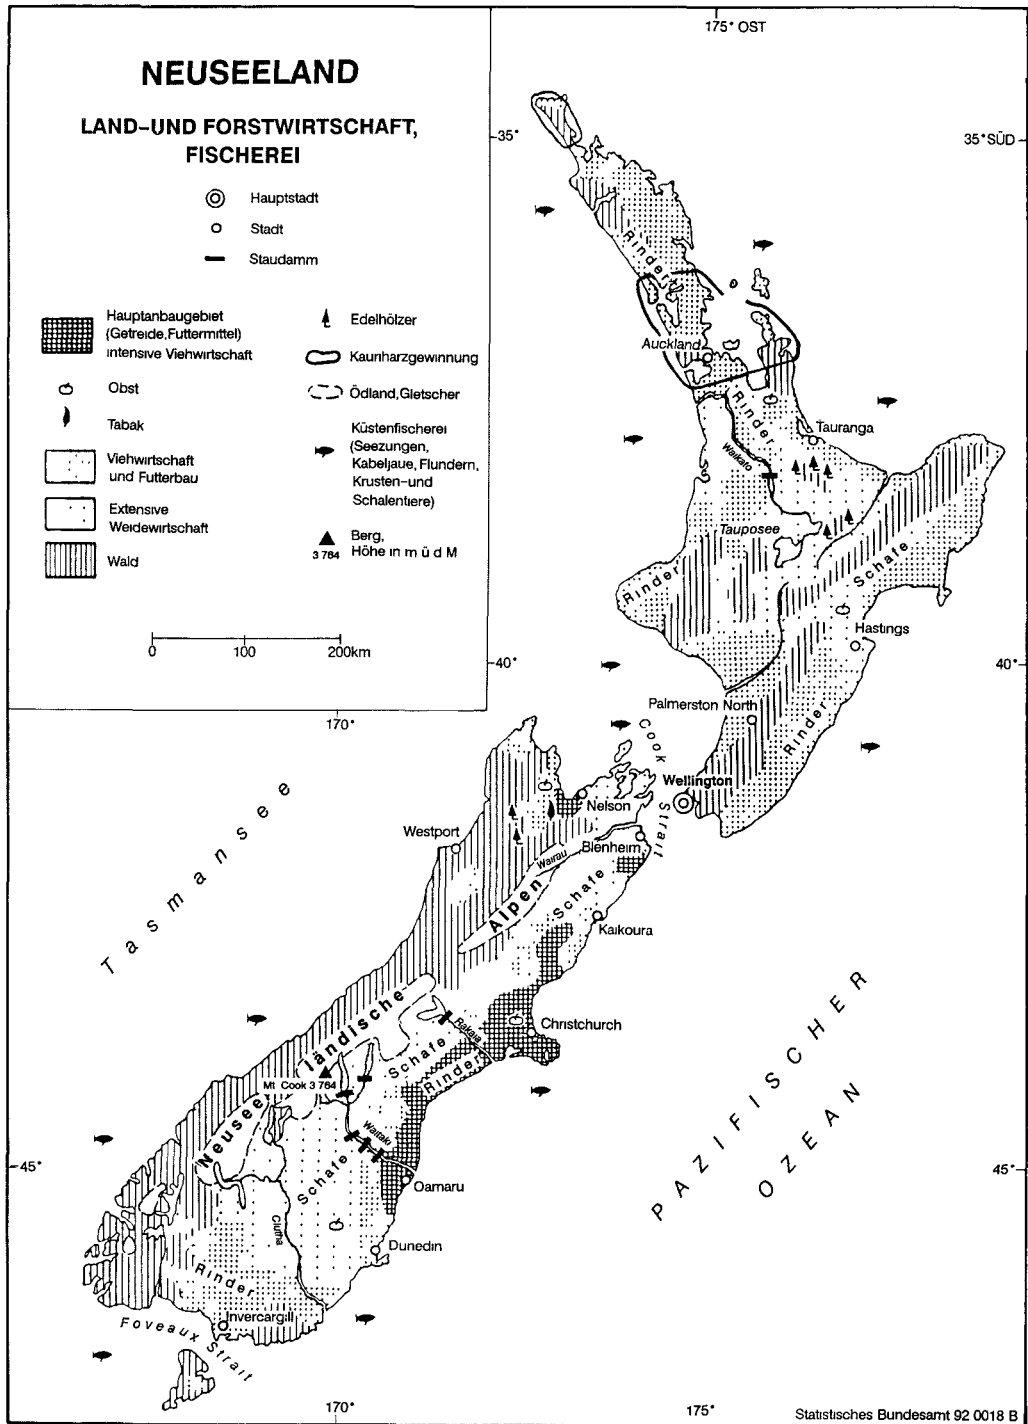 NEUSEELAND
LAND-UND FORSTWIRTSCHAFT,
FISCHEREI
Hauptstadt
Stadt
Staudamm
Hauptanbaugebiet
(Getreide,Futtermittel)
intensive Viehwirtschaft
Obst
Tabak
Viehwirtschaft
und Futterbau
Extensive
Weidewirtschaft
Wald
Edelhölzer
Kauriharzgewinnung
Ödland,Gletscher
Küstenfischerei
(Seezungen,
Kabeljaue, Flundern,
Krusten-und
Schalentiere)
Berg,
3 764
Höhe in m ü d M
0 100 200km
175° OST
35°
35° SÜD
Rinder
Auckland
Rinder
Tauranga
Waikato
Tauposee
Rinder
Schafe
Hastings
40°
40°
170°
Palmerston North
Rinder
Cook Strait
Wellington
Nelson
Westport
Blenheim
Wairau
Tasmansee
Alpen
Schafe
Kaikoura
Neuseeländische
Rakaia
Christchurch
Schafe
Rinder
Mt Cook 3 764
Waitaki
PAZIFISCHER
OZEAN
45°
45°
Schafe
Oamaru
Clutha
Dunedin
Rinder
Invercargill
Foveaux Strait
170°
175°
Statistisches Bundesamt 92 0018 B